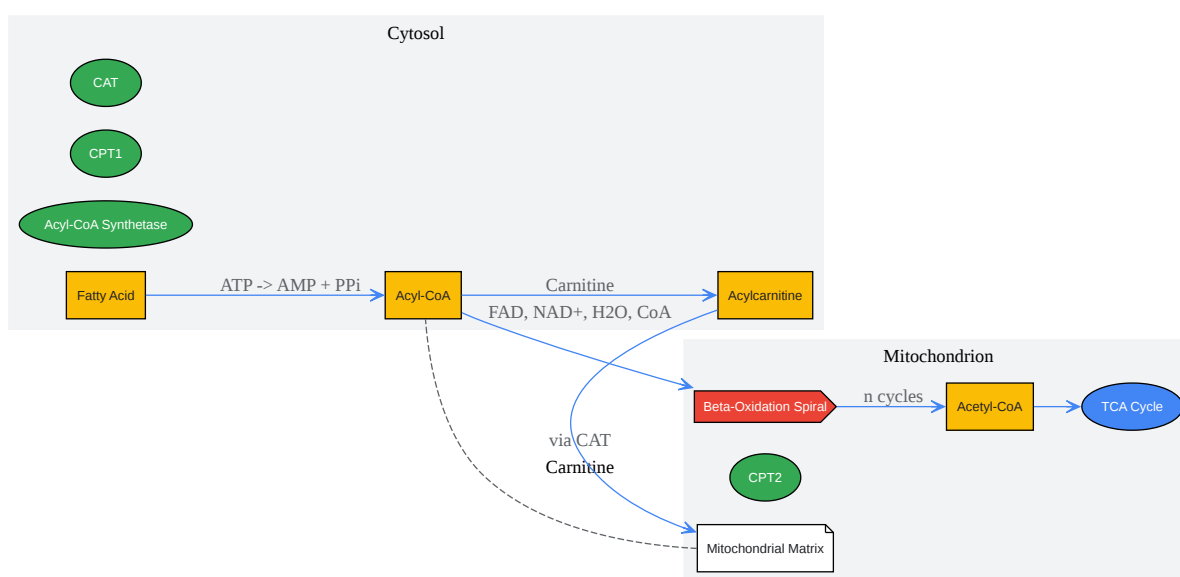 Cytosol
CAT
CPT1
Acyl-CoA Synthetase
Fatty Acid
ATP -> AMP + PPi
Acyl-CoA
Carnitine
Acylcarnitine
FAD, NAD+, H2O, CoA
Mitochondrion
Beta-Oxidation Spiral
n cycles
Acetyl-CoA
TCA Cycle
via CAT
Carnitine
CPT2
Mitochondrial Matrix